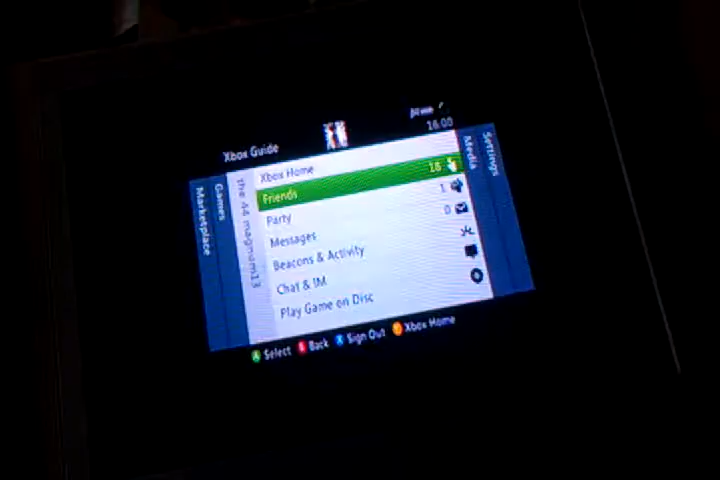 Xbox Guide
16:00
Marketplace
Games
the 44 magnom13
Xbox Home
Friends 18
Party 1
Messages 0
Beacons & Activity
Chat & IM
Play Game on Disc
Media
Settings
A Select B Back X Sign Out Y Xbox Home